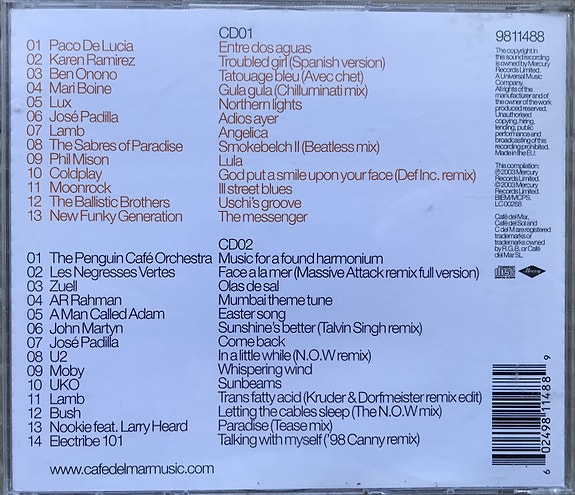 CD01
01 Paco De Lucia Entre dos aguas
02 Karen Ramirez Troubled girl (Spanish version)
03 Ben Onono Tatouage bleu (Avec chet)
04 Mari Boine Gula gula (Chilluminati mix)
05 Lux Northern lights
06 José Padilla Adios ayer
07 Lamb Angelica
08 The Sabres of Paradise Smokebelch II (Beatless mix)
09 Phil Mison Lula
10 Coldplay God put a smile upon your face (Def Inc. remix)
11 Moonrock Ill street blues
12 The Ballistic Brothers Uschi's groove
13 New Funky Generation The messenger
CD02
01 The Penguin Café Orchestra Music for a found harmonium
02 Les Negresses Vertes Face a la mer (Massive Attack remix full version)
03 Zuell Olas de sal
04 AR Rahman Mumbai theme tune
05 A Man Called Adam Easter song
06 John Martyn Sunshine's better (Talvin Singh remix)
07 José Padilla Come back
08 U2 In a little while (N.O.W remix)
09 Moby Whispering wind
10 UKO Sunbeams
11 Lamb Trans fatty acid (Kruder & Dorfmeister remix edit)
12 Bush Letting the cables sleep (The N.O.W mix)
13 Nookie feat. Larry Heard Paradise (Tease mix)
14 Electribe 101 Talking with myself ('98 Canny remix)
www.cafedelmarmusic.com
9811488
The copyright in
this sound recording
is owned by Mercury
Records Limited.
A Universal Music
Company.
All rights of the
manufacturer and of
the owner of the work
produced reserved.
Unauthorised
copying, hiring,
lending, public
performance and
broadcasting of this
recording prohibited.
Made in the E.U.
This compilation:
℗ 2003 Mercury
Records Limited.
© 2003 Mercury
Records Limited.
BIEM/MCPS.
LC 00268
Café del Mar,
Café del Sol and
C del M are registered
trademarks or
trademarks owned
by R.G.B. or Café
del Mar SL.
Mercury
6 02498 11488 9